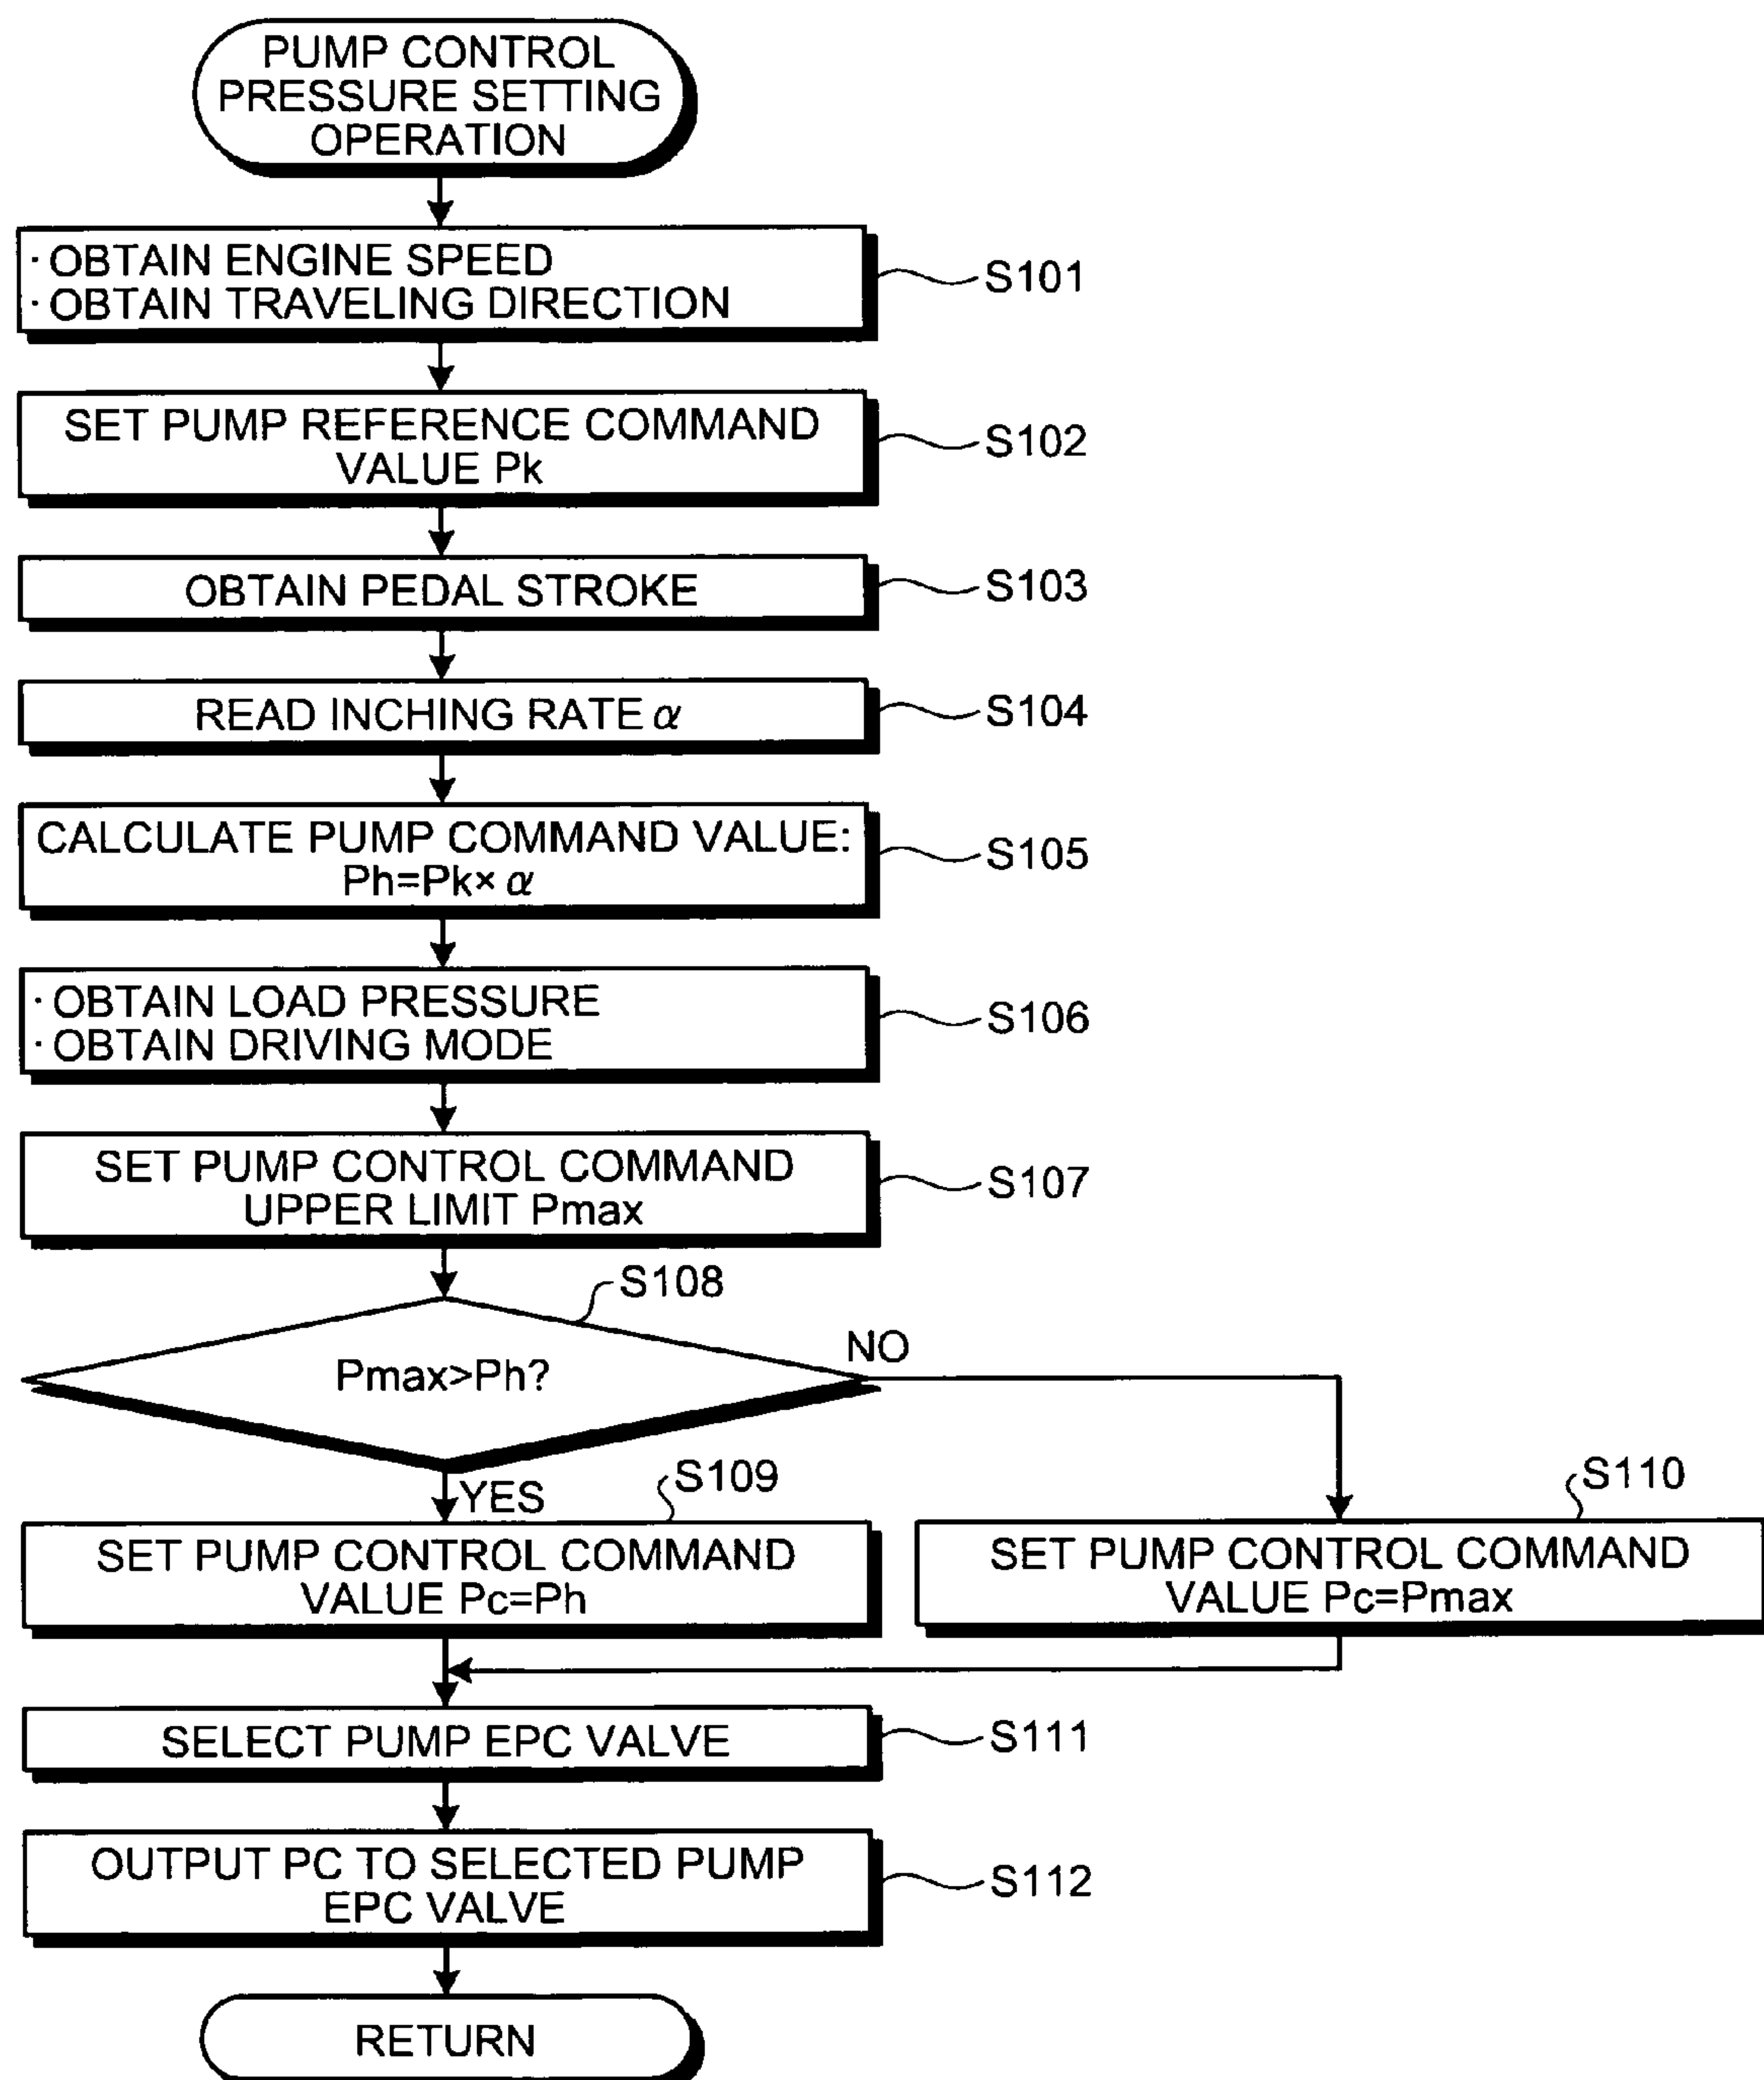 PUMP CONTROL
PRESSURE SETTING
OPERATION
· OBTAIN ENGINE SPEED
· OBTAIN TRAVELING DIRECTION
S101
SET PUMP REFERENCE COMMAND
VALUE Pk
S102
OBTAIN PEDAL STROKE
S103
READ INCHING RATE α
S104
CALCULATE PUMP COMMAND VALUE:
Ph=Pk× α
S105
· OBTAIN LOAD PRESSURE
· OBTAIN DRIVING MODE
S106
SET PUMP CONTROL COMMAND
UPPER LIMIT Pmax
S107
S108
Pmax>Ph?
NO
YES
S109
SET PUMP CONTROL COMMAND
VALUE Pc=Ph
S110
SET PUMP CONTROL COMMAND
VALUE Pc=Pmax
SELECT PUMP EPC VALVE
S111
OUTPUT PC TO SELECTED PUMP
EPC VALVE
S112
RETURN